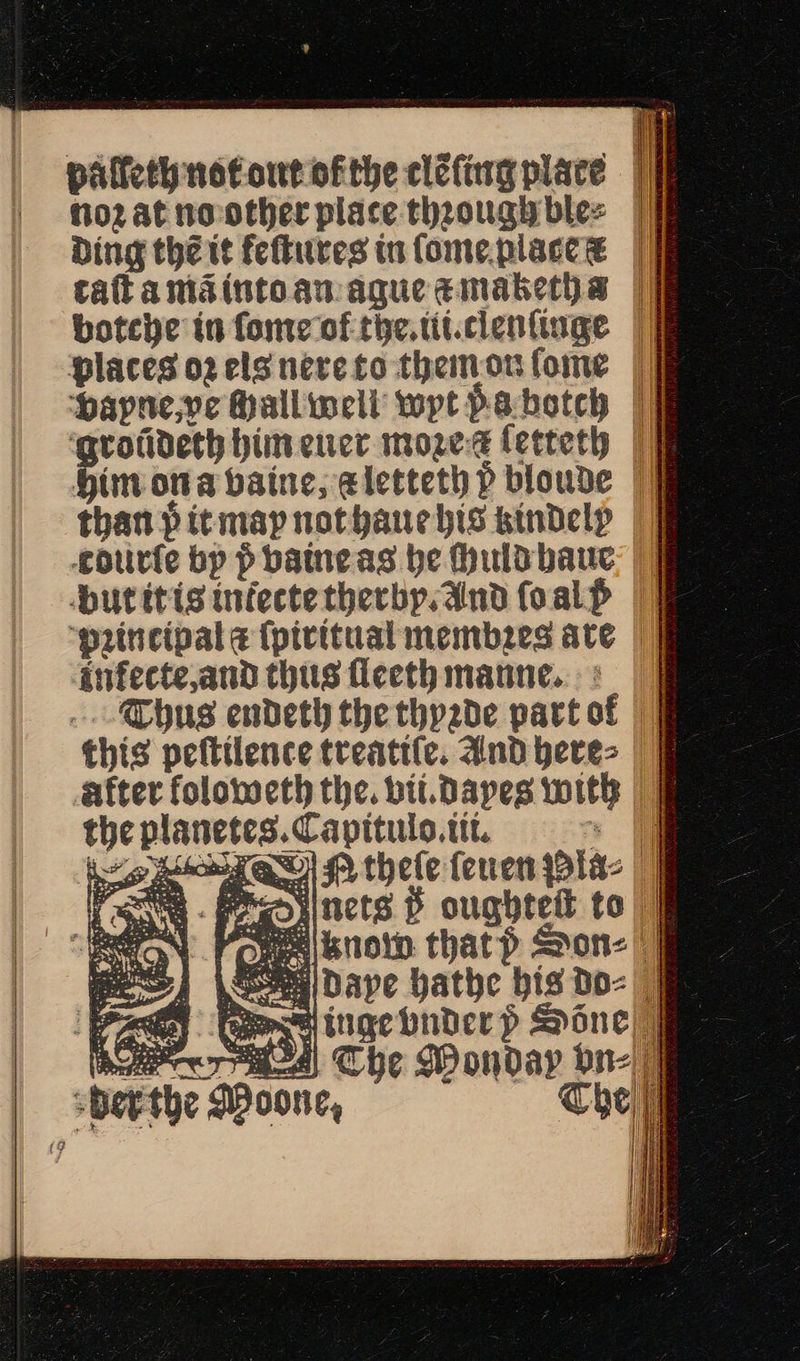 paſſeth not out of the clēſing place
noꝛ at no other place thꝛough ble⸗
ding thē it feſtures in ſome place ⁊
caſt a mā into an ague ⁊ maketh a
botche in ſome of the .iii. clenſinge
places oꝛ els nere to them on ſome
vayne, ye ſhall well wyt þͭ a botch
groūdeth him euer moꝛe ⁊ ſetteth
him on a vaine, ⁊ letteth þͤ bloude
than þͭ it may not haue his kindely
courſe by þͤ vaine as he ſhuld haue
but it is infecte therby. And ſo al þͤ
pꝛincipal ⁊ ſpiritual membꝛes are
infecte, and thus ſleeth manne.
Thus endeth the thyꝛde part of
this peſtilence treatiſe. And here⸗
after foloweth the. vii. dayes with
the planetes. Capitulo. iii.
IN theſe ſeuen Pla⸗
nets þͭ oughteſt to
know that þͤ Son⸗
daye hathe his do⸗
inge vnder þͤ Sōne
The Monday vn⸗
der the Moone, The
19